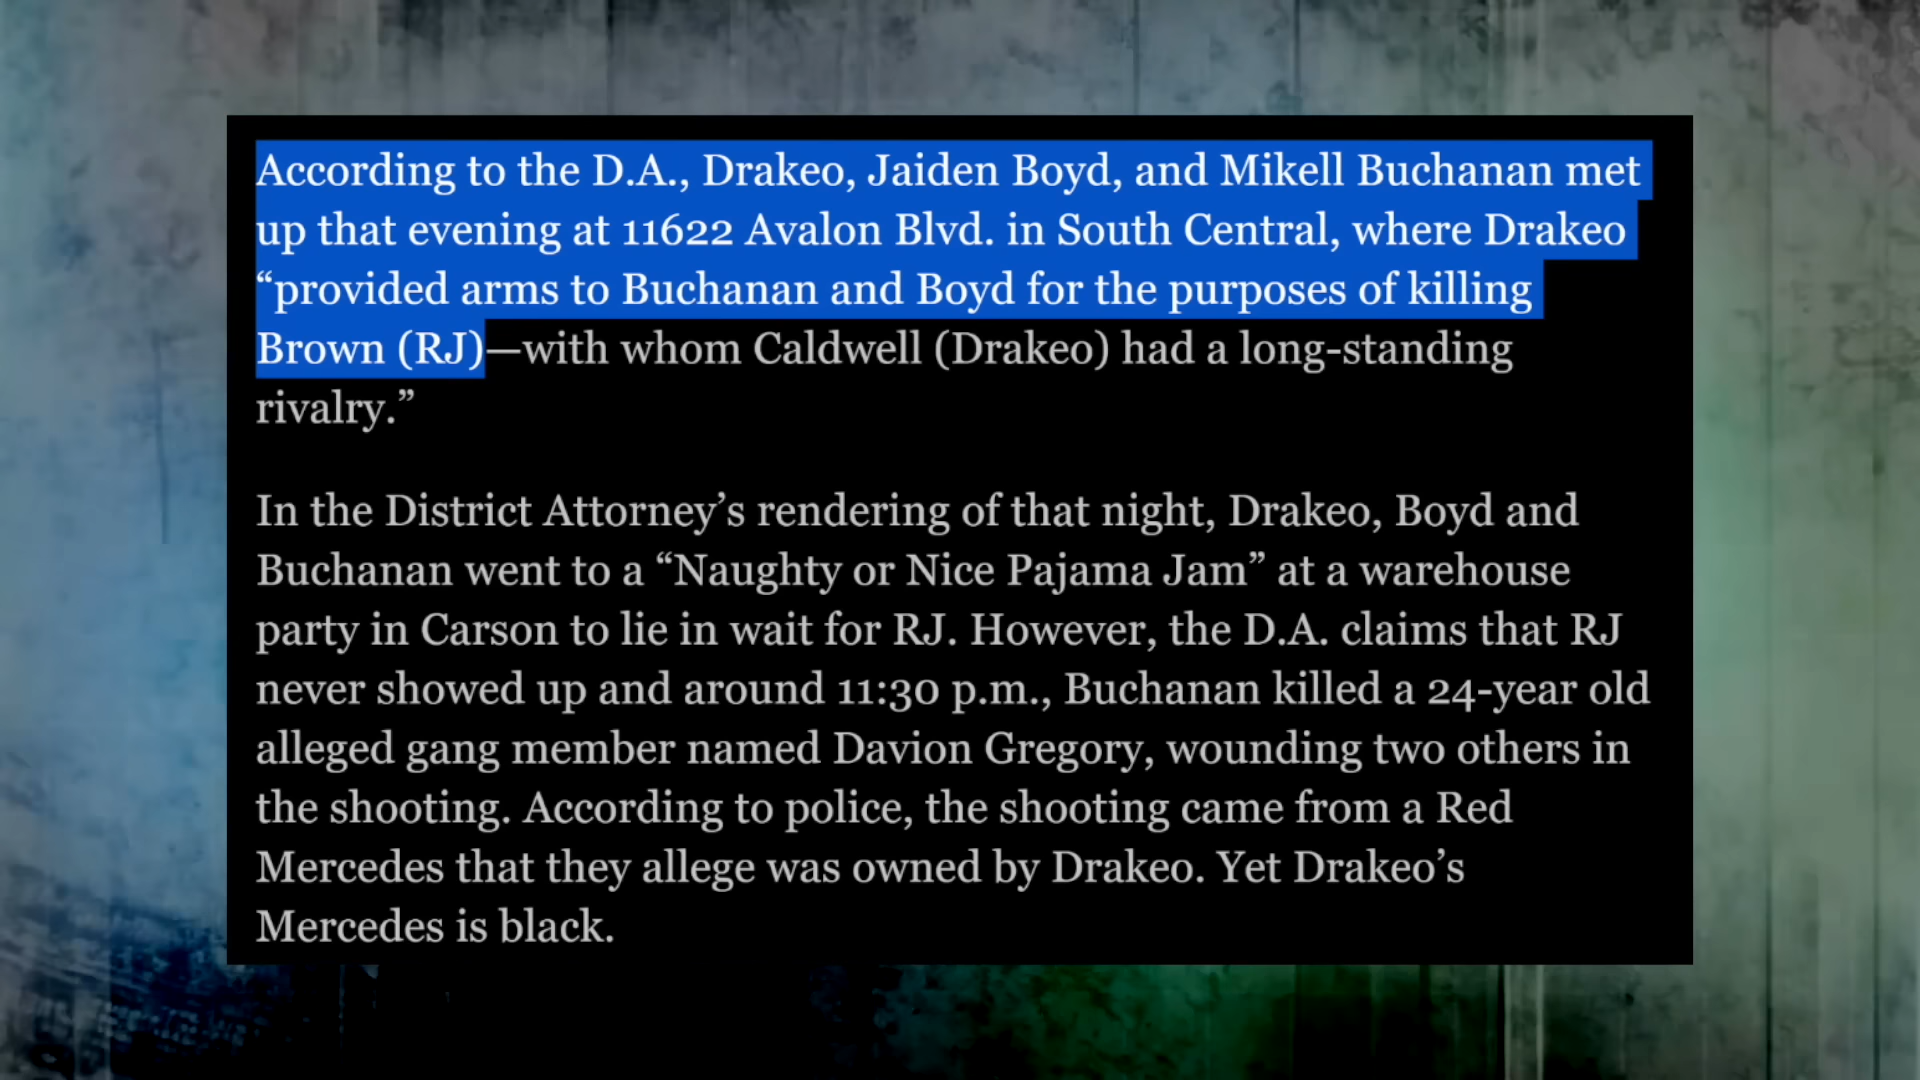 According to the D.A., Drakeo, Jaiden Boyd, and Mikell Buchanan met
up that evening at 11622 Avalon Blvd. in South Central, where Drakeo
“provided arms to Buchanan and Boyd for the purposes of killing
Brown (RJ)—with whom Caldwell (Drakeo) had a long-standing
rivalry.”
In the District Attorney’s rendering of that night, Drakeo, Boyd and
Buchanan went to a “Naughty or Nice Pajama Jam” at a warehouse
party in Carson to lie in wait for RJ. However, the D.A. claims that RJ
never showed up and around 11:30 p.m., Buchanan killed a 24-year old
alleged gang member named Davion Gregory, wounding two others in
the shooting. According to police, the shooting came from a Red
Mercedes that they allege was owned by Drakeo. Yet Drakeo’s
Mercedes is black.